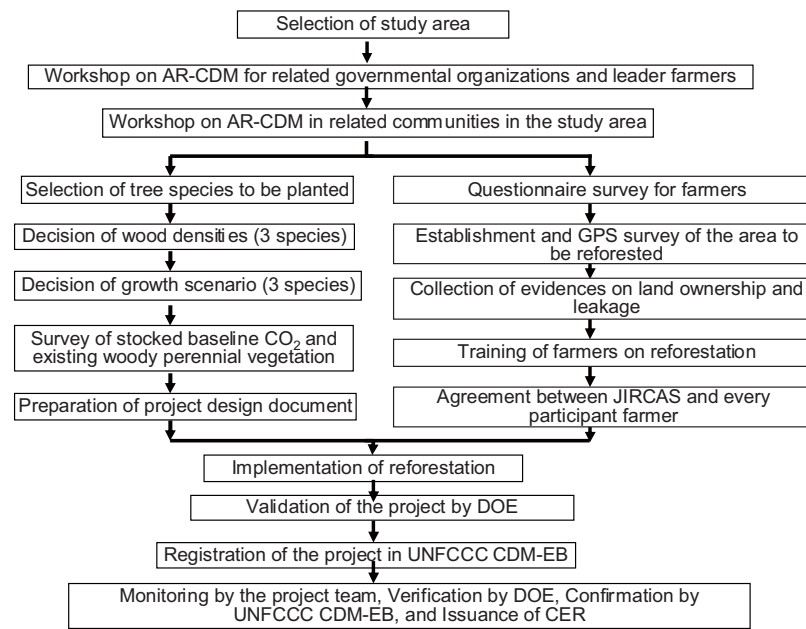 Selection of study area
Workshop on AR-CDM for related governmental organizations and leader farmers
Workshop on AR-CDM in related communities in the study area
Selection of tree species to be planted
Decision of wood densities (3 species)
Decision of growth scenario (3 species)
Survey of stocked baseline CO₂ and
existing woody perennial vegetation
Preparation of project design document
Questionnaire survey for farmers
Establishment and GPS survey of the area to
be reforested
Collection of evidences on land ownership and
leakage
Training of farmers on reforestation
Agreement between JIRCAS and every
participant farmer
Implementation of reforestation
Validation of the project by DOE
Registration of the project in UNFCCC CDM-EB
Monitoring by the project team, Verification by DOE, Confirmation by
UNFCCC CDM-EB, and Issuance of CER